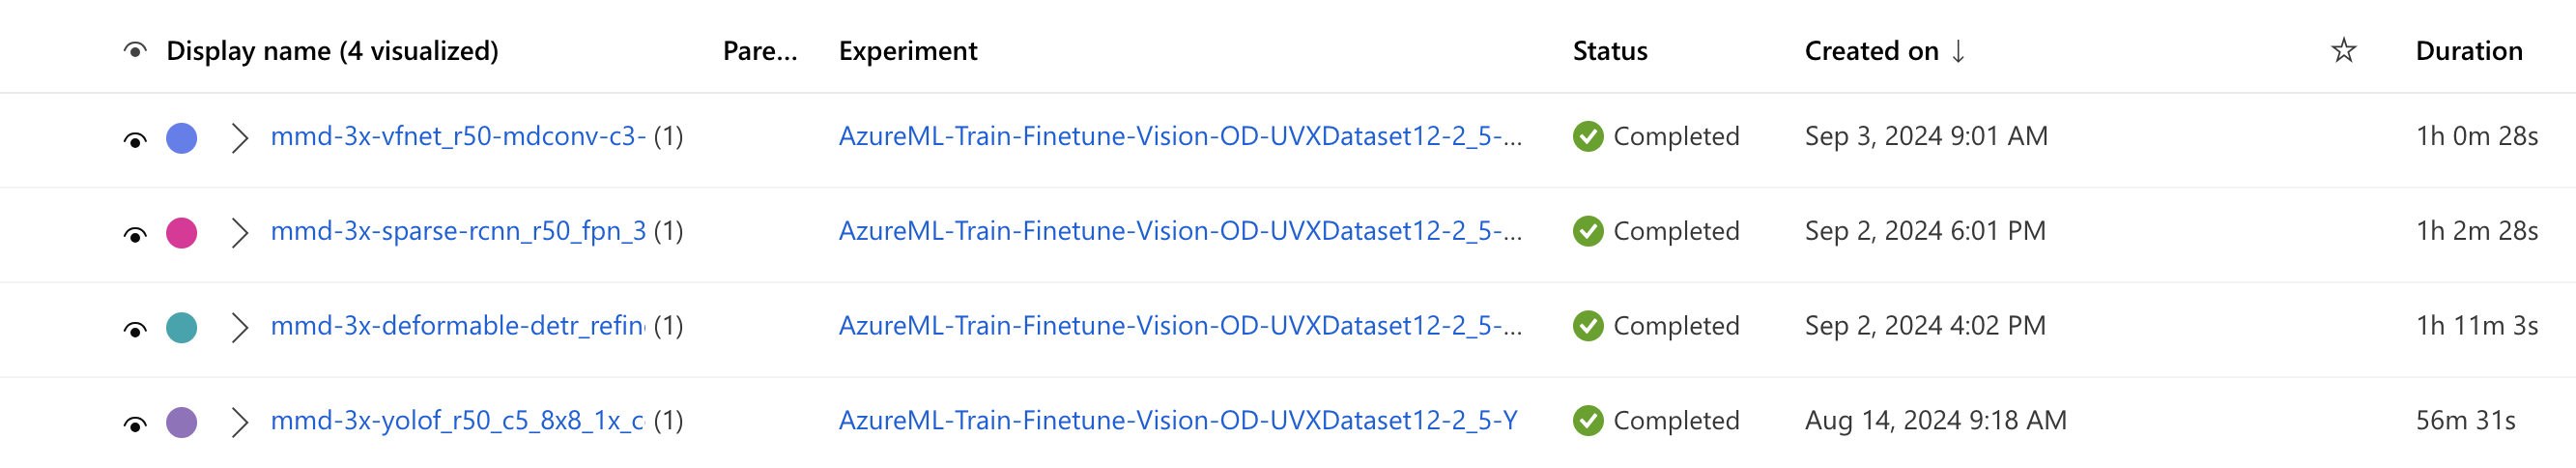 Display name (4 visualized) Pare... Experiment Status Created on ↓ Duration
mmd-3x-vfnet_r50-mdconv-c3- (1) AzureML-Train-Finetune-Vision-OD-UVXDataset12-2_5-... Completed Sep 3, 2024 9:01 AM 1h 0m 28s
mmd-3x-sparse-rcnn_r50_fpn_3 (1) AzureML-Train-Finetune-Vision-OD-UVXDataset12-2_5-... Completed Sep 2, 2024 6:01 PM 1h 2m 28s
mmd-3x-deformable-detr_refin (1) AzureML-Train-Finetune-Vision-OD-UVXDataset12-2_5-... Completed Sep 2, 2024 4:02 PM 1h 11m 3s
mmd-3x-yolof_r50_c5_8x8_1x_c (1) AzureML-Train-Finetune-Vision-OD-UVXDataset12-2_5-Y Completed Aug 14, 2024 9:18 AM 56m 31s